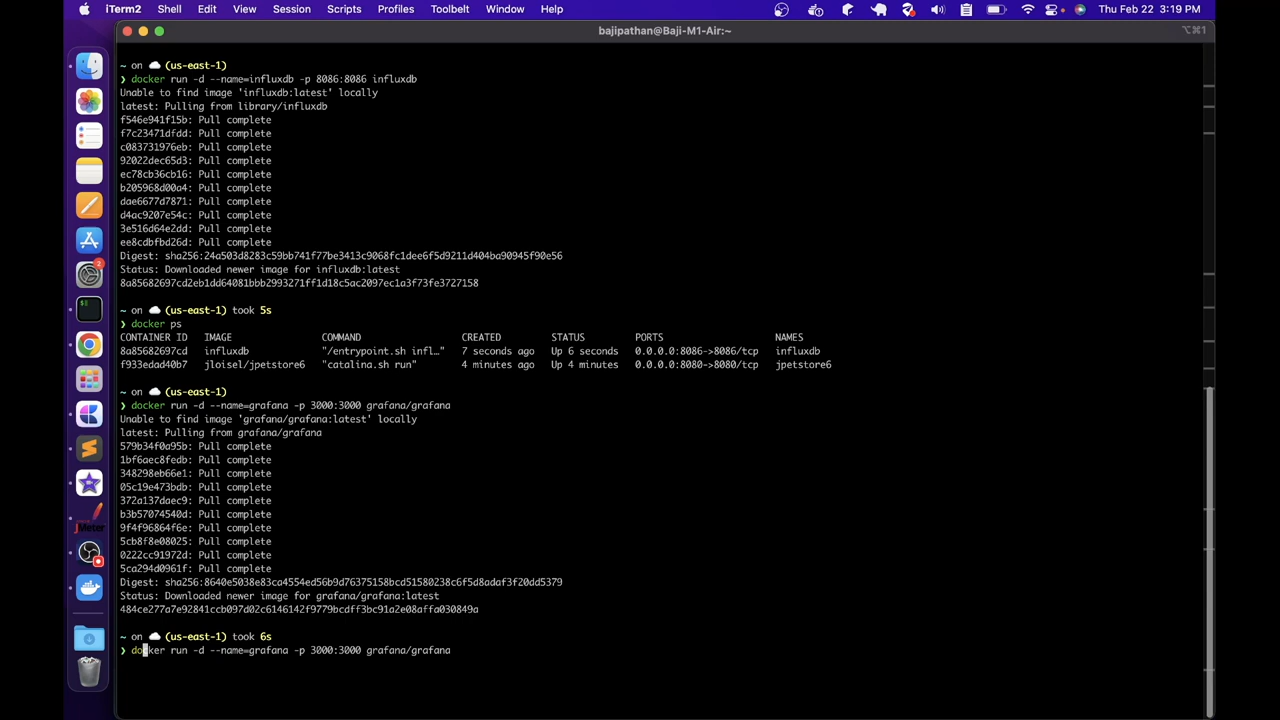 iTerm2 Shell Edit View Session Scripts Profiles Toolbelt Window Help Thu Feb 22 3:19 PM
bajipathan@Baji-M1-Air:~
⌥⌘1
~ on ☁️ (us-east-1)
❯ docker run -d --name=influxdb -p 8086:8086 influxdb
Unable to find image 'influxdb:latest' locally
latest: Pulling from library/influxdb
f546e941f15b: Pull complete
f7c23471dfdd: Pull complete
c083731976eb: Pull complete
92022dec65d3: Pull complete
ec78cb36cb16: Pull complete
b205968d00a4: Pull complete
dae6677d7871: Pull complete
d4ac9207e54c: Pull complete
3e516d64e2dd: Pull complete
ee8cdbfbd26d: Pull complete
Digest: sha256:24a503d8283c59bb741f77be3413c9068fc1dee6f5d9211d404ba90945f90e56
Status: Downloaded newer image for influxdb:latest
8a85682697cd2eb1dd64081bbb2993271ff1d18c5ac2097ec1a3f73fe3727158
~ on ☁️ (us-east-1) took 5s
❯ docker ps
CONTAINER ID IMAGE COMMAND CREATED STATUS PORTS NAMES
8a85682697cd influxdb "/entrypoint.sh infl…" 7 seconds ago Up 6 seconds 0.0.0.0:8086->8086/tcp influxdb
f933edad40b7 jloisel/jpetstore6 "catalina.sh run" 4 minutes ago Up 4 minutes 0.0.0.0:8080->8080/tcp jpetstore6
~ on ☁️ (us-east-1)
❯ docker run -d --name=grafana -p 3000:3000 grafana/grafana
Unable to find image 'grafana/grafana:latest' locally
latest: Pulling from grafana/grafana
579b34f0a95b: Pull complete
1bf6aec8fedb: Pull complete
348298eb66e1: Pull complete
05c19e473bdb: Pull complete
372a137daec9: Pull complete
b3b57074540d: Pull complete
9f4f96864f6e: Pull complete
5cb8f8e08025: Pull complete
0222cc91972d: Pull complete
5ca294d0961f: Pull complete
Digest: sha256:8640e5038e83ca4554ed56b9d76375158bcd51580238c6f5d8adaf3f20dd5379
Status: Downloaded newer image for grafana/grafana:latest
484ce277a7e92841ccb097d02c6146142f9779bcdff3bc91a2e08affa030849a
~ on ☁️ (us-east-1) took 6s
❯ docker run -d --name=grafana -p 3000:3000 grafana/grafana
2
JMeter